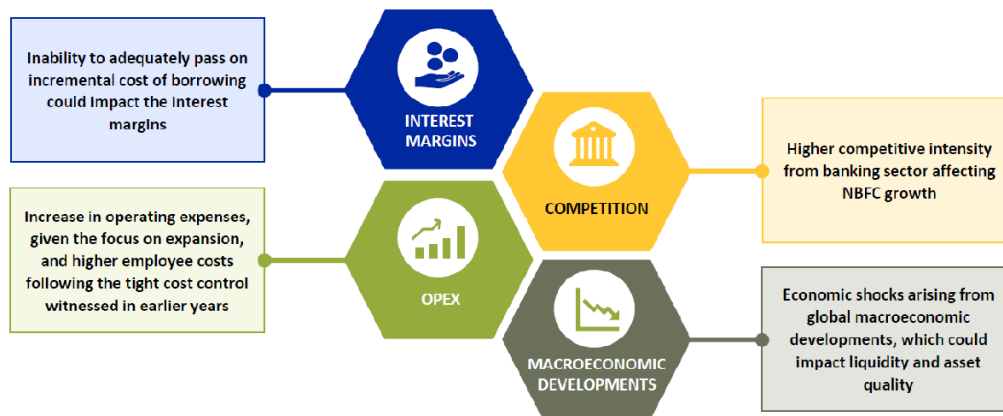 Inability to adequately pass on
incremental cost of borrowing
could impact the interest
margins
INTEREST
MARGINS
Higher competitive intensity
from banking sector affecting
NBFC growth
COMPETITION
Increase in operating expenses,
given the focus on expansion,
and higher employee costs
following the tight cost control
witnessed in earlier years
OPEX
Economic shocks arising from
global macroeconomic
developments, which could
impact liquidity and asset
quality
MACROECONOMIC
DEVELOPMENTS